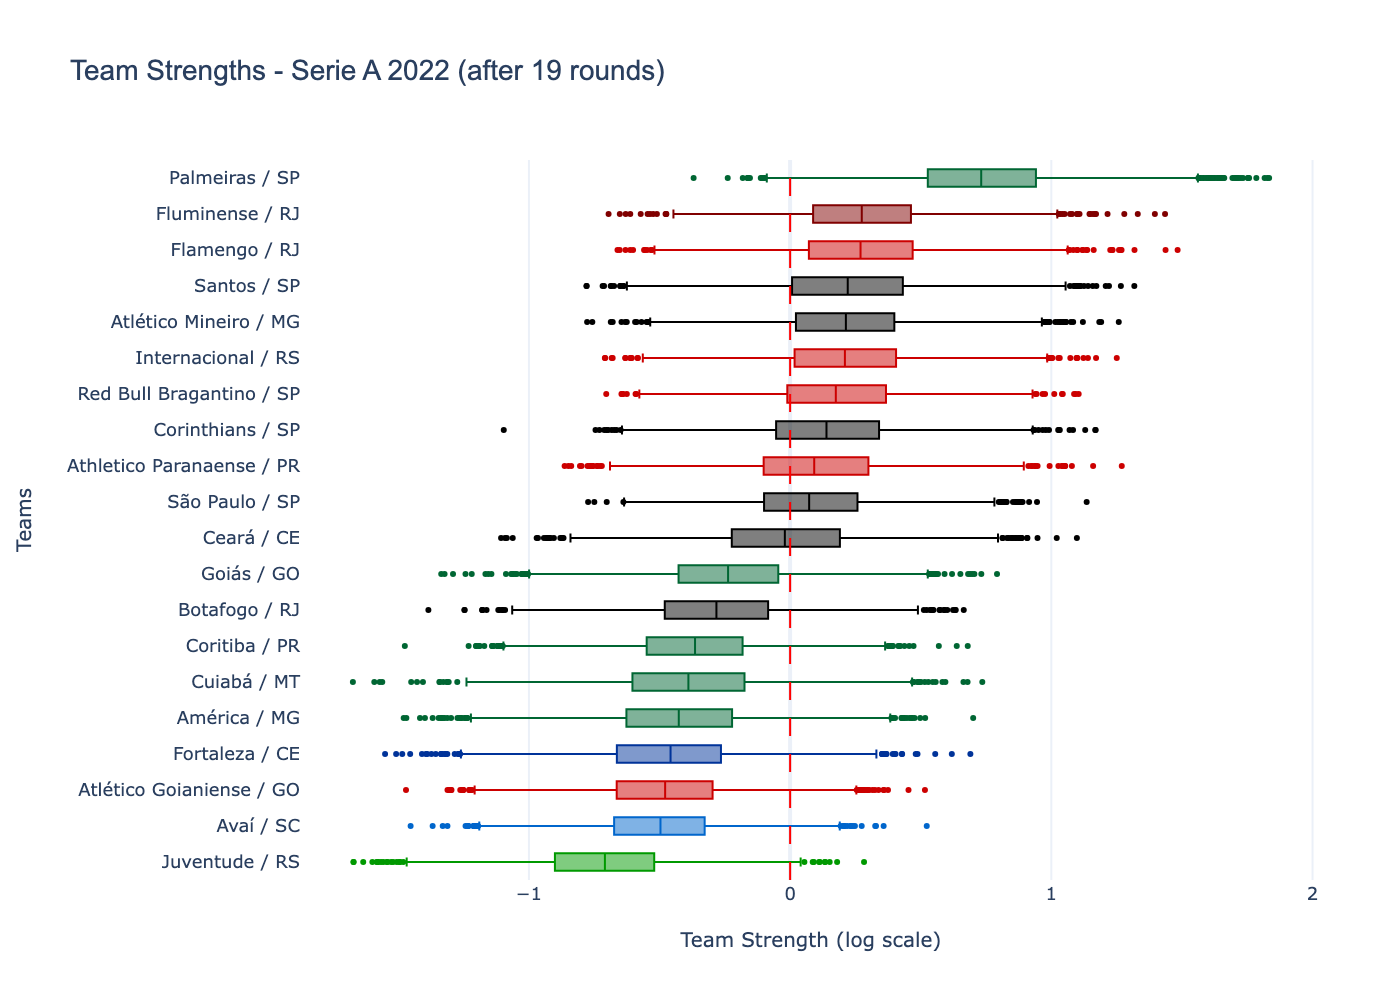 Team Strengths - Serie A 2022 (after 19 rounds)
Palmeiras / SP
Fluminense / RJ
Flamengo / RJ
Santos / SP
Atlético Mineiro / MG
Internacional / RS
Red Bull Bragantino / SP
Corinthians / SP
Athletico Paranaense / PR
São Paulo / SP
Ceará / CE
Goiás / GO
Botafogo / RJ
Coritiba / PR
Cuiabá / MT
América / MG
Fortaleza / CE
Atlético Goianiense / GO
Avaí / SC
Juventude / RS
Teams
−1 0 1 2
Team Strength (log scale)